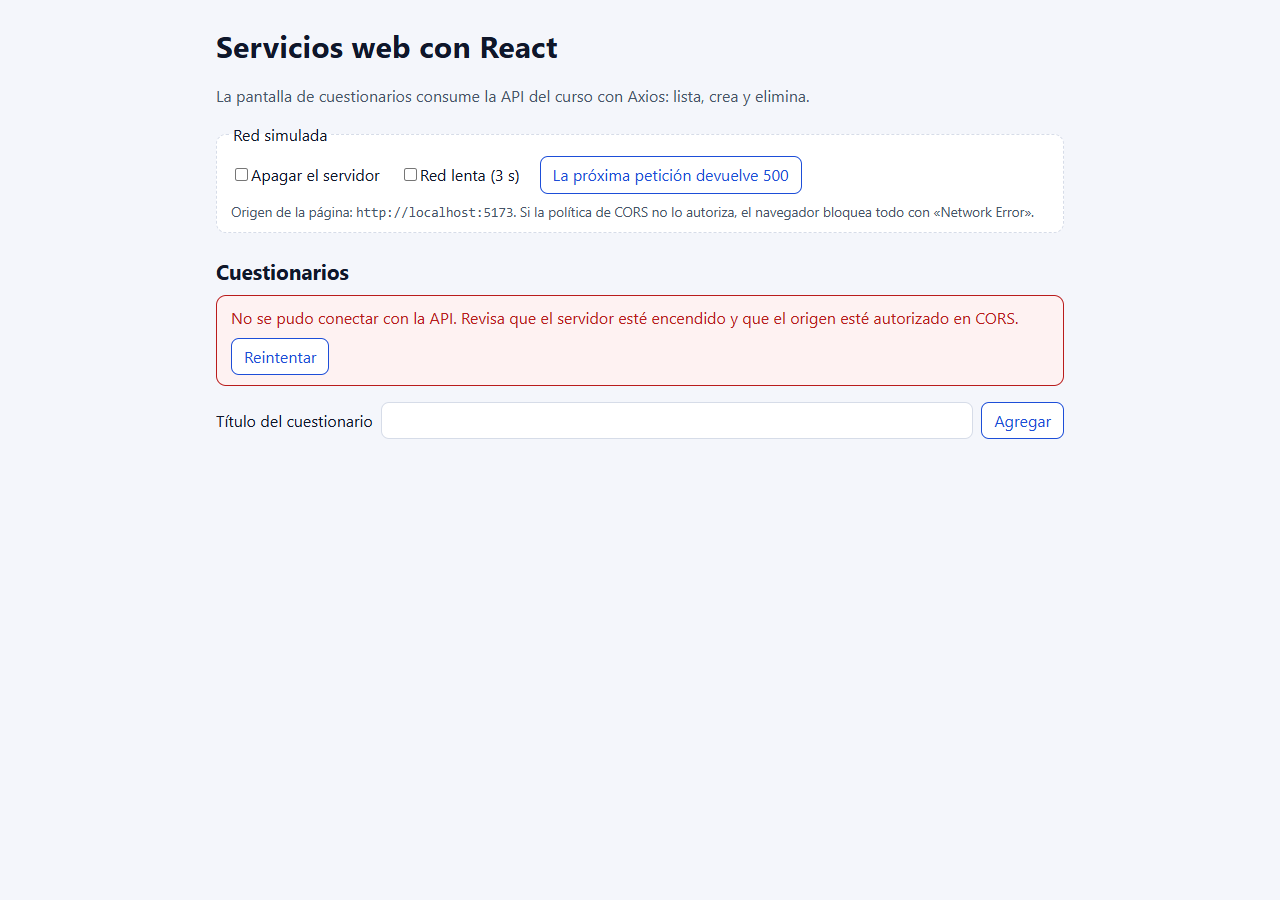 Servicios web con React
La pantalla de cuestionarios consume la API del curso con Axios: lista, crea y elimina.
Red simulada
Apagar el servidor Red lenta (3 s) La próxima petición devuelve 500
Origen de la página: http://localhost:5173. Si la política de CORS no lo autoriza, el navegador bloquea todo con «Network Error».
Cuestionarios
No se pudo conectar con la API. Revisa que el servidor esté encendido y que el origen esté autorizado en CORS.
Reintentar
Título del cuestionario Agregar